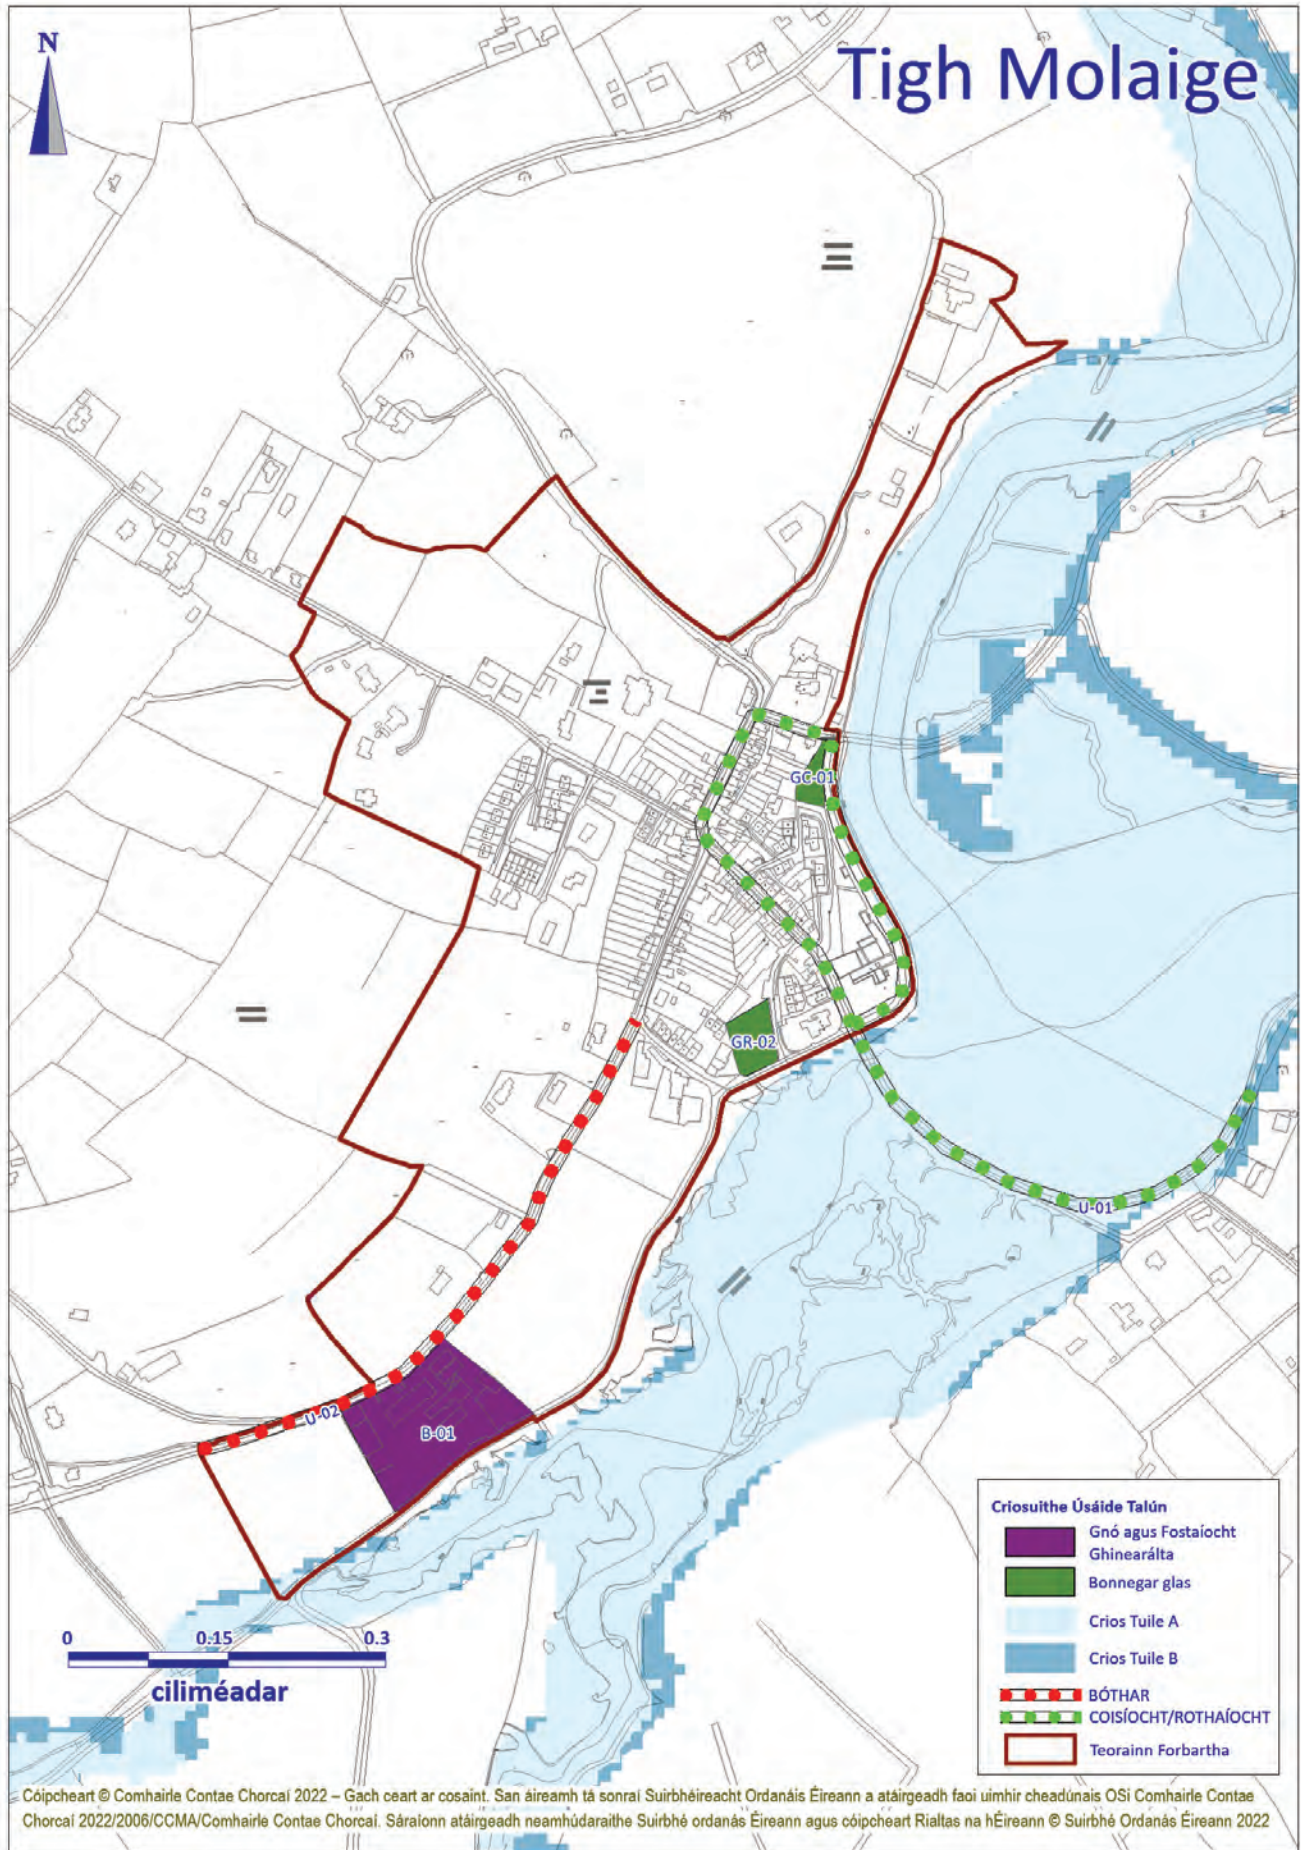 N
Tigh Molaige
GC-01
GR-02
U-01
U-02
B-01
Criosuithe Úsáide Talún
Gnó agus Fostaíocht
Ghinearálta
Bonnegar glas
Crios Tuile A
Crios Tuile B
BÓTHAR
COISÍOCHT/ROTHAÍOCHT
Teorainn Forbartha
0 0.15 0.3
ciliméadar
Cóipcheart © Comhairle Contae Chorcaí 2022 – Gach ceart ar cosaint. San áireamh tá sonraí Suirbhéireacht Ordanáis Éireann a atáirgeadh faoi uimhir cheadúnais OSi Comhairle Contae
Chorcaí 2022/2006/CCMA/Comhairle Contae Chorcaí. Sáraíonn atáirgeadh neamhúdaraithe Suirbhé ordanás Éireann agus cóipcheart Rialtas na hÉireann © Suirbhé Ordanás Éireann 2022